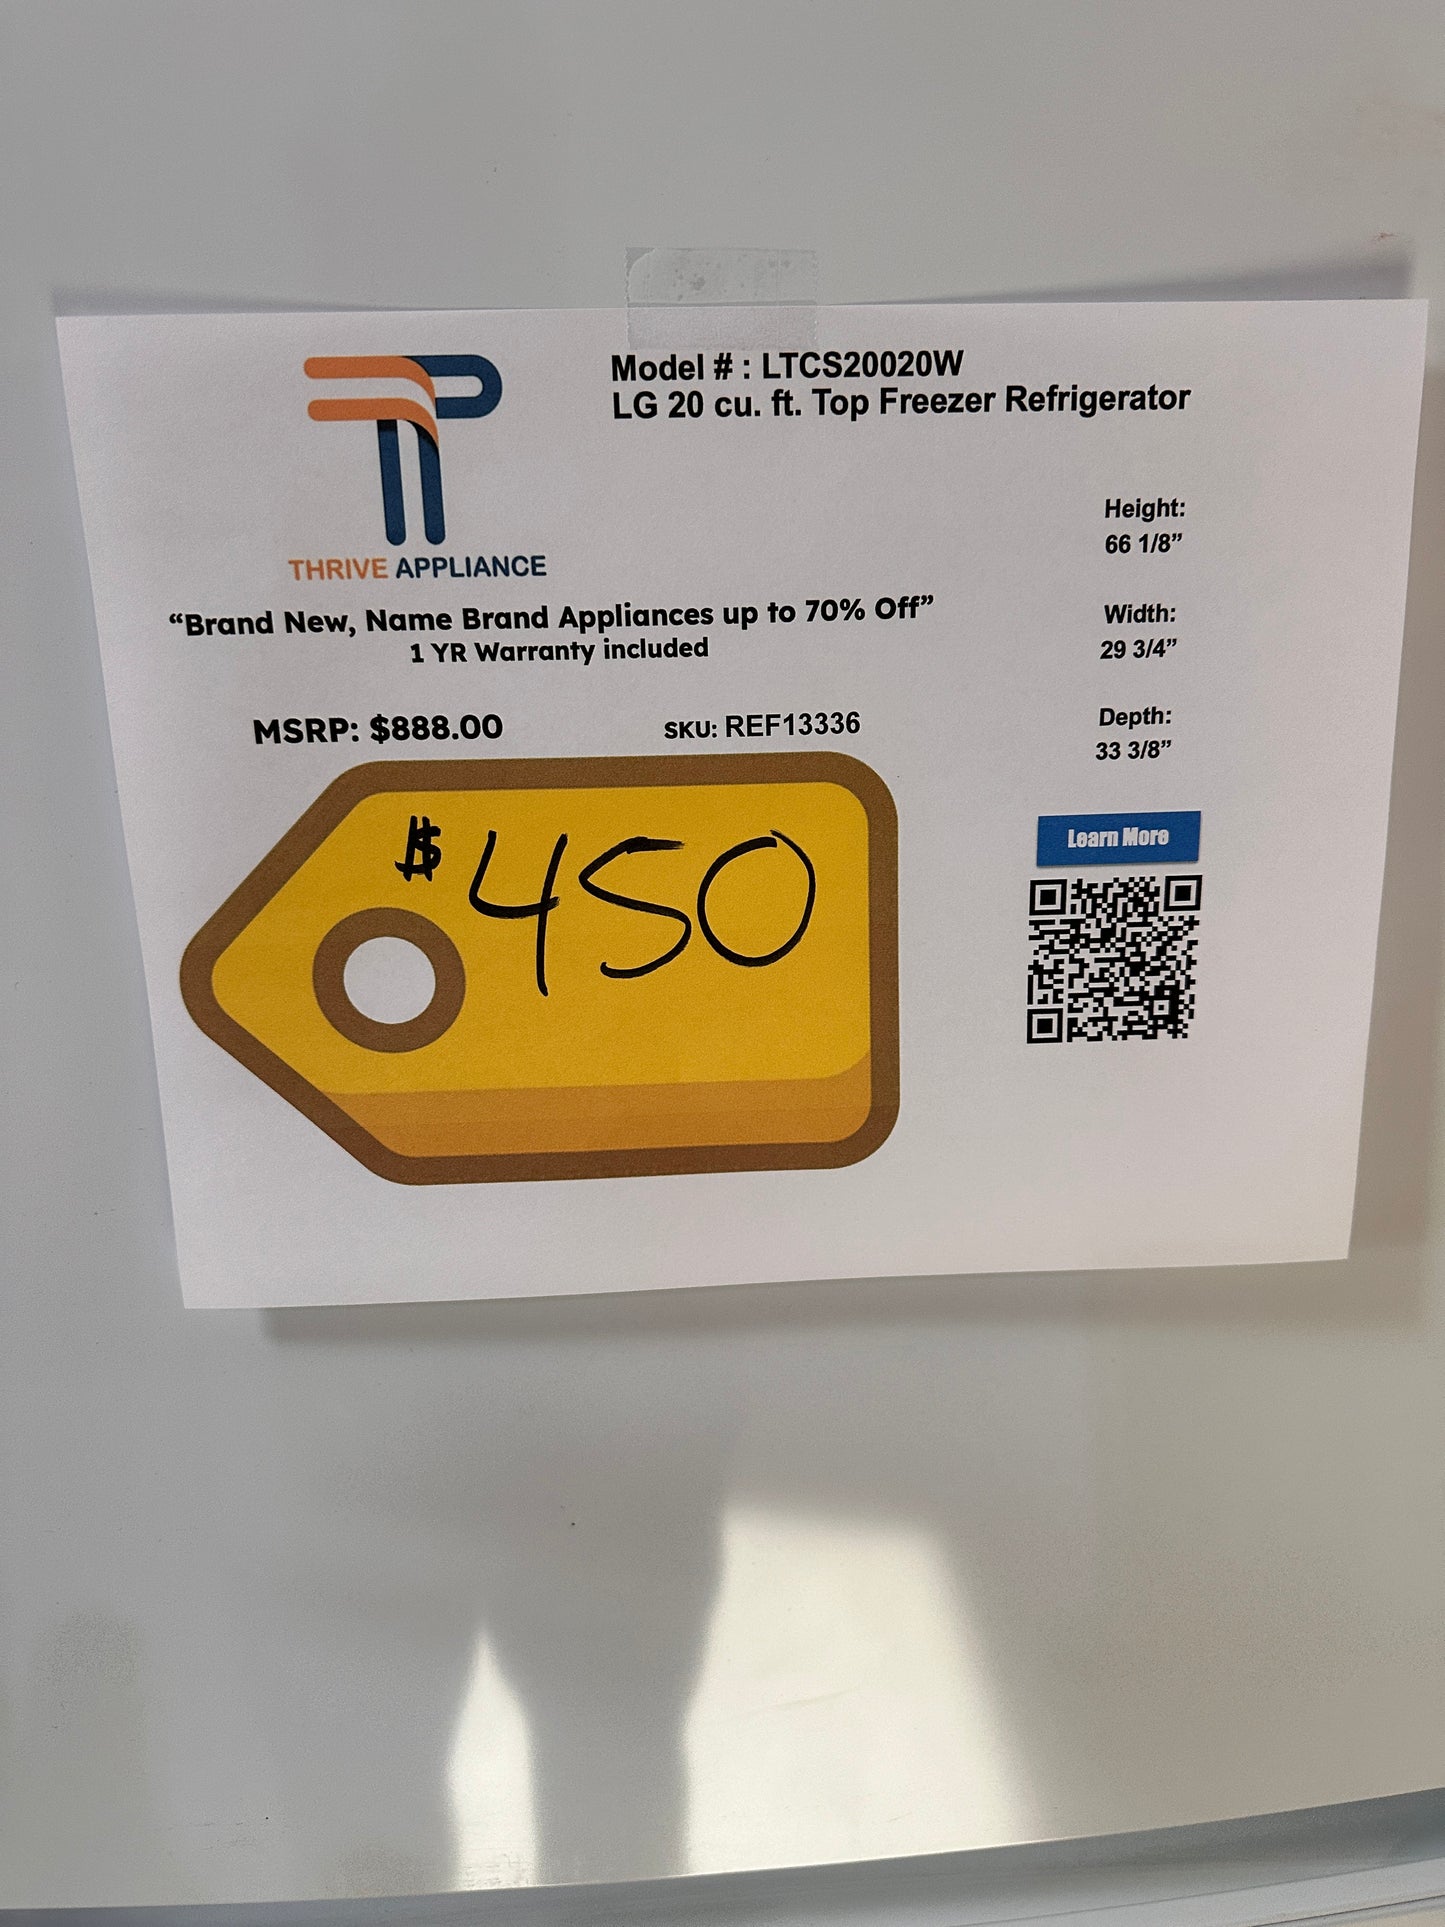 Model # : LTCS20020W
LG 20 cu. ft. Top Freezer Refrigerator
THRIVE APPLIANCE
“Brand New, Name Brand Appliances up to 70% Off”
1 YR Warranty included
MSRP: $888.00
SKU: REF13336
$450
Height:
66 1/8”
Width:
29 3/4”
Depth:
33 3/8”
Learn More